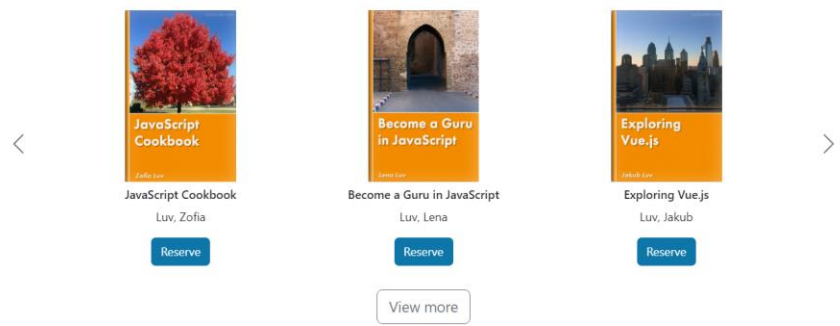 JavaScript
Cookbook
Zofia Luv
Become a Guru
in JavaScript
Lena Luv
Exploring
Vue.js
Jakub Luv
JavaScript Cookbook
Become a Guru in JavaScript
Exploring Vue.js
Luv, Zofia
Luv, Lena
Luv, Jakub
Reserve
Reserve
Reserve
View more